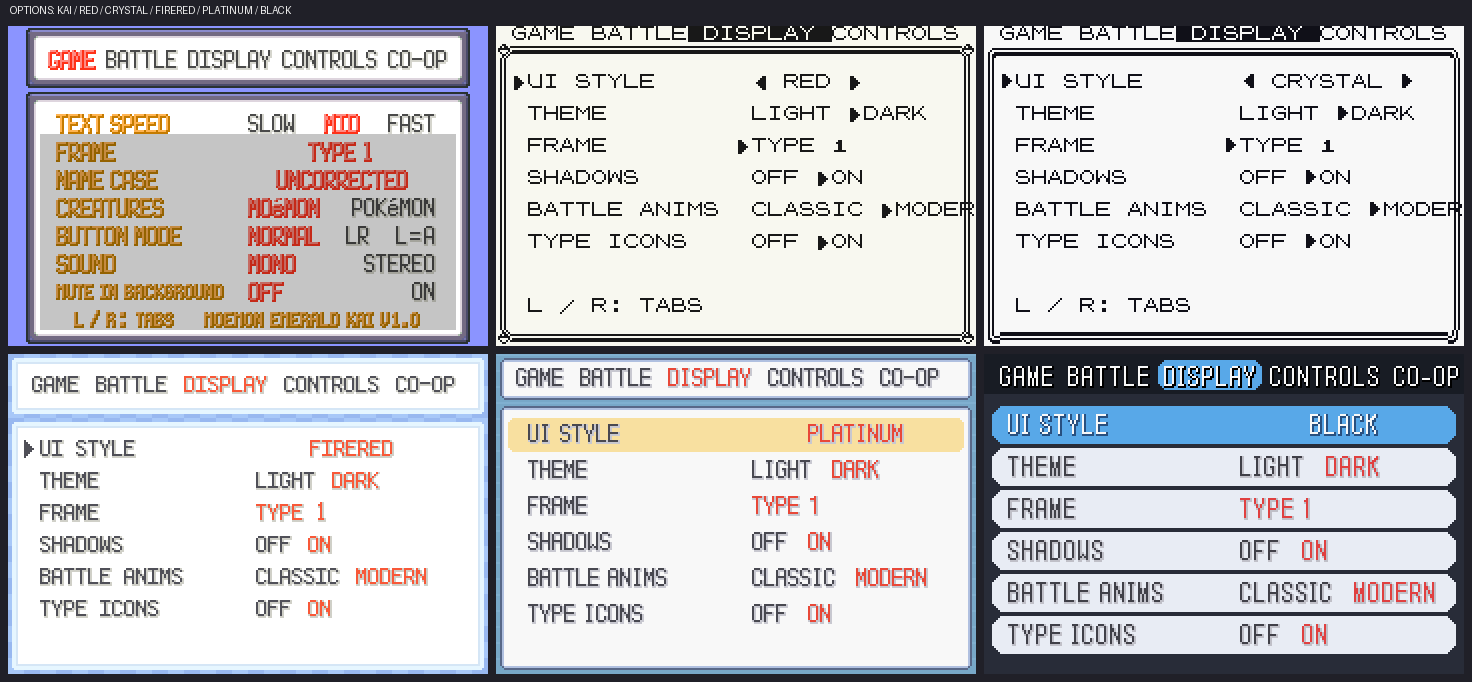 OPTIONS: KAI / RED / CRYSTAL / FIRERED / PLATINUM / BLACK
GAME BATTLE DISPLAY CONTROLS CO-OP
TEXT SPEED SLOW MID FAST
FRAME TYPE 1
NAME CASE UNCORRECTED
CREATURES MOéMON POKéMON
BUTTON MODE NORMAL LR L=A
SOUND MONO STEREO
MUTE IN BACKGROUND OFF ON
L / R: TABS MOEMON EMERALD KAI V1.0
GAME BATTLE DISPLAY CONTROLS
▶UI STYLE ◀ RED ▶
THEME LIGHT ▶DARK
FRAME ▶TYPE 1
SHADOWS OFF ▶ON
BATTLE ANIMS CLASSIC ▶MODER
TYPE ICONS OFF ▶ON
L / R: TABS
GAME BATTLE DISPLAY CONTROLS
▶UI STYLE ◀ CRYSTAL ▶
THEME LIGHT ▶DARK
FRAME ▶TYPE 1
SHADOWS OFF ▶ON
BATTLE ANIMS CLASSIC ▶MODER
TYPE ICONS OFF ▶ON
L / R: TABS
GAME BATTLE DISPLAY CONTROLS CO-OP
▶UI STYLE FIRERED
THEME LIGHT DARK
FRAME TYPE 1
SHADOWS OFF ON
BATTLE ANIMS CLASSIC MODERN
TYPE ICONS OFF ON
GAME BATTLE DISPLAY CONTROLS CO-OP
UI STYLE PLATINUM
THEME LIGHT DARK
FRAME TYPE 1
SHADOWS OFF ON
BATTLE ANIMS CLASSIC MODERN
TYPE ICONS OFF ON
GAME BATTLE DISPLAY CONTROLS CO-OP
UI STYLE BLACK
THEME LIGHT DARK
FRAME TYPE 1
SHADOWS OFF ON
BATTLE ANIMS CLASSIC MODERN
TYPE ICONS OFF ON